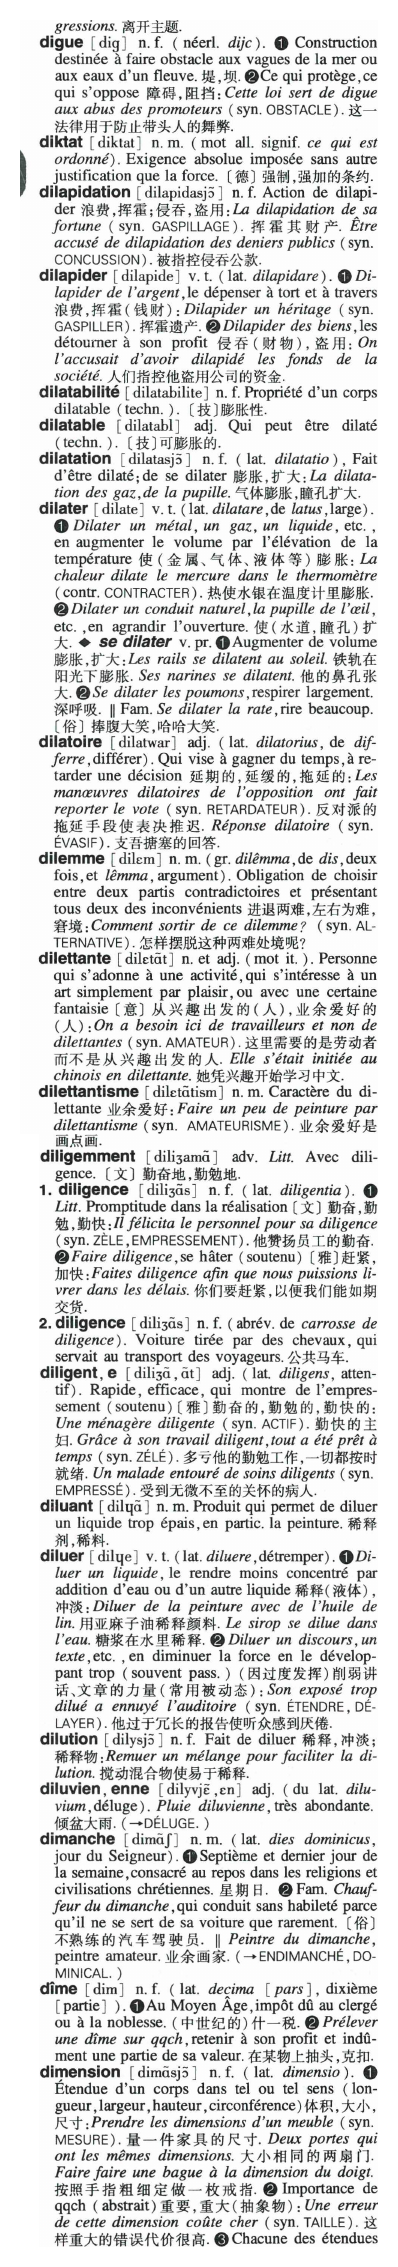 gressions. 离开主题.
digue [dig] n. f. ( néerl. dijc). ❶ Construction
destinée à faire obstacle aux vagues de la mer ou
aux eaux d'un fleuve. 堤,坝. ❷Ce qui protège,ce
qui s'oppose 障碍,阻挡: Cette loi sert de digue
aux abus des promoteurs ( syn. OBSTACLE). 这一
法律用于防止带头人的舞弊.
diktat [diktat] n. m. ( mot all. signif. ce qui est
ordonné). Exigence absolue imposée sans autre
justification que la force. 〔德〕强制,强加的条约.
dilapidation [dilapidasjɔ̃] n. f. Action de dilapi-
der 浪费,挥霍;侵吞,盗用:La dilapidation de sa
fortune ( syn. GASPILLAGE). 挥霍其财产. Être
accusé de dilapidation des deniers publics (syn.
CONCUSSION). 被指控侵吞公款.
dilapider [dilapide] v. t. (lat. dilapidare). ❶Di-
lapider de l'argent,le dépenser à tort et à travers
浪费,挥霍(钱财): Dilapider un héritage ( syn.
GASPILLER). 挥霍遗产. ❷Dilapider des biens,les
détourner à son profit 侵吞(财物),盗用: On
l'accusait d'avoir dilapidé les fonds de la
société. 人们指控他盗用公司的资金.
dilatabilité [dilatabilite] n. f. Propriété d'un corps
dilatable (techn.). 〔技〕膨胀性.
dilatable [dilatabl] adj. Qui peut être dilaté
(techn.). 〔技〕可膨胀的.
dilatation [dilatasjɔ̃] n. f. ( lat. dilatatio), Fait
d'être dilaté;de se dilater 膨胀,扩大:La dilata-
tion des gaz,de la pupille. 气体膨胀,瞳孔扩大.
dilater [dilate] v. t. (lat. dilatare,de latus,large).
❶ Dilater un métal, un gaz, un liquide, etc. ,
en augmenter le volume par l'élévation de la
température 使(金属、气体、液体等) 膨胀: La
chaleur dilate le mercure dans le thermomètre
(contr. CONTRACTER). 热使水银在温度计里膨胀.
❷Dilater un conduit naturel,la pupille de l'œil,
etc. ,en agrandir l'ouverture. 使(水道,瞳孔)扩
大. ◆ se dilater v. pr. ❶Augmenter de volume
膨胀,扩大:Les rails se dilatent au soleil. 铁轨在
阳光下膨胀. Ses narines se dilatent. 他的鼻孔张
大. ❷Se dilater les poumons,respirer largement.
深呼吸. ‖ Fam. Se dilater la rate,rire beaucoup.
〔俗〕捧腹大笑,哈哈大笑.
dilatoire [dilatwar] adj. ( lat. dilatorius, de dif-
ferre,différer). Qui vise à gagner du temps,à re-
tarder une décision 延期的,延缓的,拖延的: Les
manœuvres dilatoires de l'opposition ont fait
reporter le vote ( syn. RETARDATEUR). 反对派的
拖延手段使表决推迟. Réponse dilatoire ( syn.
ÉVASIF). 支吾搪塞的回答.
dilemme [dilɛm] n. m. (gr. dilêmma,de dis,deux
fois,et lêmma, argument). Obligation de choisir
entre deux partis contradictoires et présentant
tous deux des inconvénients 进退两难,左右为难,
窘境:Comment sortir de ce dilemme? (syn. AL-
TERNATIVE). 怎样摆脱这种两难处境呢?
dilettante [diletɑ̃t] n. et adj. ( mot it. ). Personne
qui s'adonne à une activité,qui s'intéresse à un
art simplement par plaisir,ou avec une certaine
fantaisie〔意〕从兴趣出发的(人),业余爱好的
(人):On a besoin ici de travailleurs et non de
dilettantes (syn. AMATEUR). 这里需要的是劳动者
而不是从兴趣出发的人. Elle s'était initiée au
chinois en dilettante. 她凭兴趣开始学习中文.
dilettantisme [diletɑ̃tism] n. m. Caractère du di-
lettante 业余爱好:Faire un peu de peinture par
dilettantisme (syn. AMATEURISME). 业余爱好是
画点画.
diligemment [diliʒamɑ̃] adv. Litt. Avec dili-
gence. 〔文〕勤奋地,勤勉地.
1. diligence [diliʒɑ̃s] n. f. ( lat. diligentia). ❶
Litt. Promptitude dans la réalisation〔文〕勤奋,勤
勉,勤快:Il félicita le personnel pour sa diligence
(syn. ZÈLE,EMPRESSEMENT). 他赞扬员工的勤奋.
❷Faire diligence,se hâter (soutenu)〔雅〕赶紧,
加快:Faites diligence afin que nous puissions li-
vrer dans les délais. 你们要赶紧,以便我们能如期
交货.
2. diligence [diliʒɑ̃s] n. f. (abrév. de carrosse de
diligence). Voiture tirée par des chevaux, qui
servait au transport des voyageurs. 公共马车.
diligent, e [diliʒɑ̃,ɑ̃t] adj. (lat. diligens, atten-
tif). Rapide, efficace, qui montre de l'empres-
sement (soutenu)〔雅〕勤奋的,勤勉的,勤快的:
Une ménagère diligente (syn. ACTIF). 勤快的主
妇. Grâce à son travail diligent,tout a été prêt à
temps (syn. ZÉLÉ). 多亏他的勤勉工作,一切都按时
就绪. Un malade entouré de soins diligents (syn.
EMPRESSÉ). 受到无微不至的关怀的病人.
diluant [dilɥɑ̃] n. m. Produit qui permet de diluer
un liquide trop épais,en partic. la peinture. 稀释
剂,稀料.
diluer [dilɥe] v. t. (lat. diluere,détremper). ❶Di-
luer un liquide, le rendre moins concentré par
addition d'eau ou d'un autre liquide 稀释(液体),
冲淡:Diluer de la peinture avec de l'huile de
lin. 用亚麻子油稀释颜料. Le sirop se dilue dans
l'eau. 糖浆在水里稀释. ❷Diluer un discours,un
texte,etc. ,en diminuer la force en le dévelop-
pant trop (souvent pass.) (因过度发挥)削弱讲
话、文章的力量(常用被动态):Son exposé trop
dilué a ennuyé l'auditoire ( syn. ÉTENDRE, DÉ-
LAYER). 他过于冗长的报告使听众感到厌倦.
dilution [dilysjɔ̃] n. f. Fait de diluer 稀释,冲淡;
稀释物:Remuer un mélange pour faciliter la di-
lution. 搅动混合物使易于稀释.
diluvien, enne [dilyvjɛ̃,ɛn] adj. ( du lat. dilu-
vium,déluge). Pluie diluvienne,très abondante.
倾盆大雨. (→DÉLUGE. )
dimanche [dimɑ̃ʃ] n. m. (lat. dies dominicus,
jour du Seigneur). ❶Septième et dernier jour de
la semaine,consacré au repos dans les religions et
civilisations chrétiennes. 星期日. ❷ Fam. Chauf-
feur du dimanche,qui conduit sans habileté parce
qu'il ne se sert de sa voiture que rarement. 〔俗〕
不熟练的汽车驾驶员. ‖ Peintre du dimanche,
peintre amateur. 业余画家. (→ENDIMANCHÉ,DO-
MINICAL. )
dîme [dim] n. f. ( lat. decima [pars], dixième
[partie] ). ❶Au Moyen Âge,impôt dû au clergé
ou à la noblesse. (中世纪的)什一税. ❷Prélever
une dîme sur qqch,retenir à son profit et indû-
ment une partie de sa valeur. 在某物上抽头,克扣.
dimension [dimɑ̃sjɔ̃] n. f. ( lat. dimensio). ❶
Étendue d'un corps dans tel ou tel sens (lon-
gueur,largeur,hauteur,circonférence)体积,大小,
尺寸:Prendre les dimensions d'un meuble (syn.
MESURE). 量一件家具的尺寸. Deux portes qui
ont les mêmes dimensions. 大小相同的两扇门.
Faire faire une bague à la dimension du doigt.
按照手指粗细定做一枚戒指. ❷ Importance de
qqch (abstrait)重要,重大(抽象物):Une erreur
de cette dimension coûte cher (syn. TAILLE). 这
样重大的错误代价很高. ❸Chacune des étendues